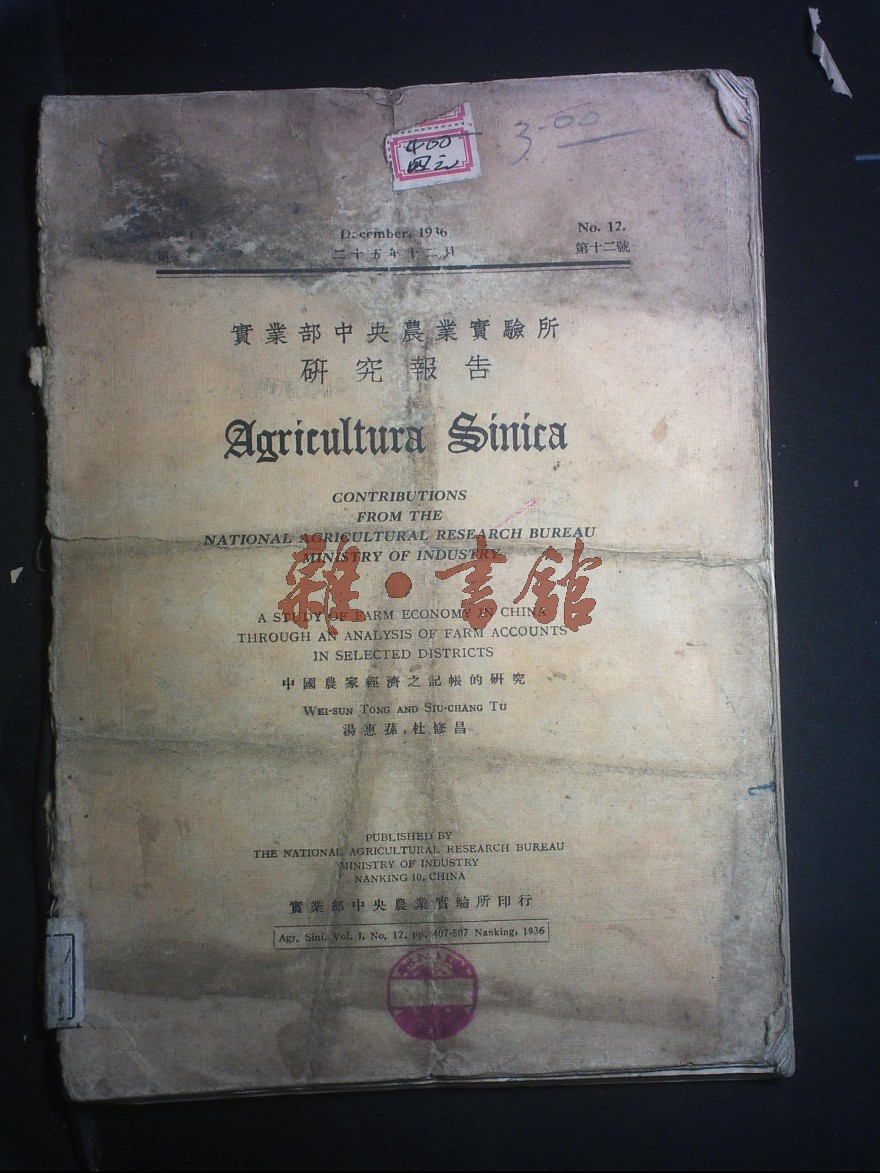 400
四元
3-00
December, 1936
No. 12.
第
二十五年十二月
第十二號
實業部中央農業實驗所
研究報告
Agricultura Sinica
CONTRIBUTIONS
FROM THE
NATIONAL AGRICULTURAL RESEARCH BUREAU
MINISTRY OF INDUSTRY
雜·書舘
A STUDY OF FARM ECONOMY IN CHINA
THROUGH AN ANALYSIS OF FARM ACCOUNTS
IN SELECTED DISTRICTS
中國農家經濟之記帳的研究
WEI-SUN TONG AND SIU-CHANG TU
湯惠蓀,杜修昌
PUBLISHED BY
THE NATIONAL AGRICULTURAL RESEARCH BUREAU
MINISTRY OF INDUSTRY
NANKING 10, CHINA
實業部中央農業實驗所印行
Agr. Sini. Vol. 1, No. 12, pp. 407-507 Nanking, 1936